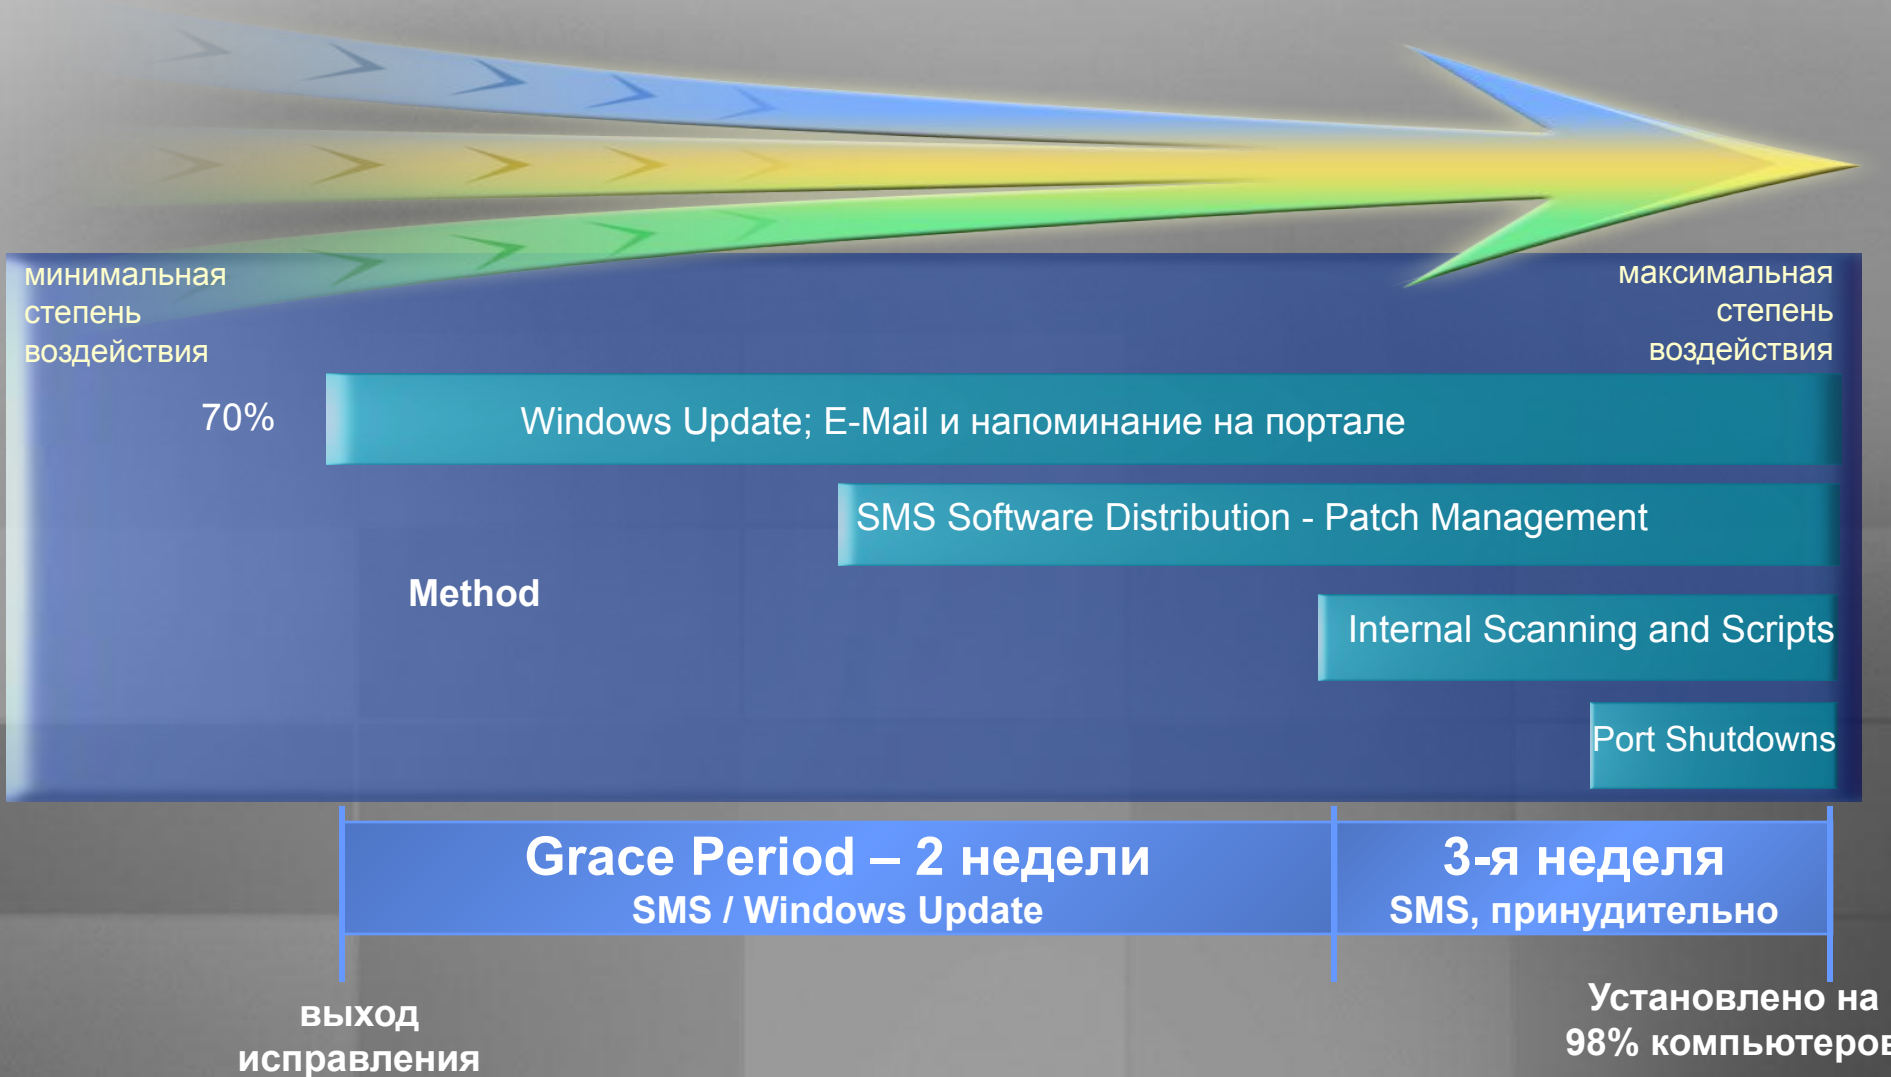 минимальная
степень
воздействия
максимальная
степень
воздействия
70%
Windows Update; E-Mail и напоминание на портале
SMS Software Distribution - Patch Management
Method
Internal Scanning and Scripts
Port Shutdowns
Grace Period – 2 недели
SMS / Windows Update
3-я неделя
SMS, принудительно
выход
исправления
Установлено на
98% компьютеров